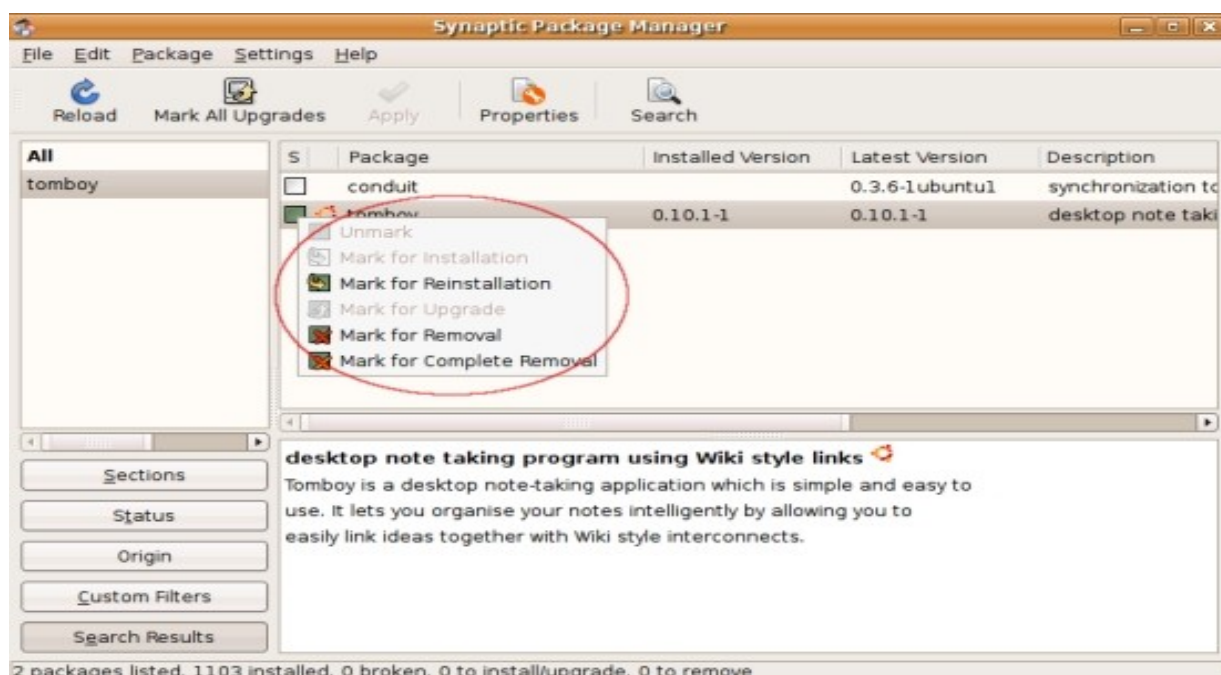 Synaptic Package Manager
File Edit Package Settings Help
Reload Mark All Upgrades Apply Properties Search
All
tomboy
S Package Installed Version Latest Version Description
conduit 0.3.6-1ubuntu1 synchronization to
tomboy 0.10.1-1 0.10.1-1 desktop note taki
Unmark
Mark for Installation
Mark for Reinstallation
Mark for Upgrade
Mark for Removal
Mark for Complete Removal
Sections
Status
Origin
Custom Filters
Search Results
desktop note taking program using Wiki style links
Tomboy is a desktop note-taking application which is simple and easy to
use. It lets you organise your notes intelligently by allowing you to
easily link ideas together with Wiki style interconnects.
2 packages listed, 1103 installed, 0 broken, 0 to install/upgrade, 0 to remove